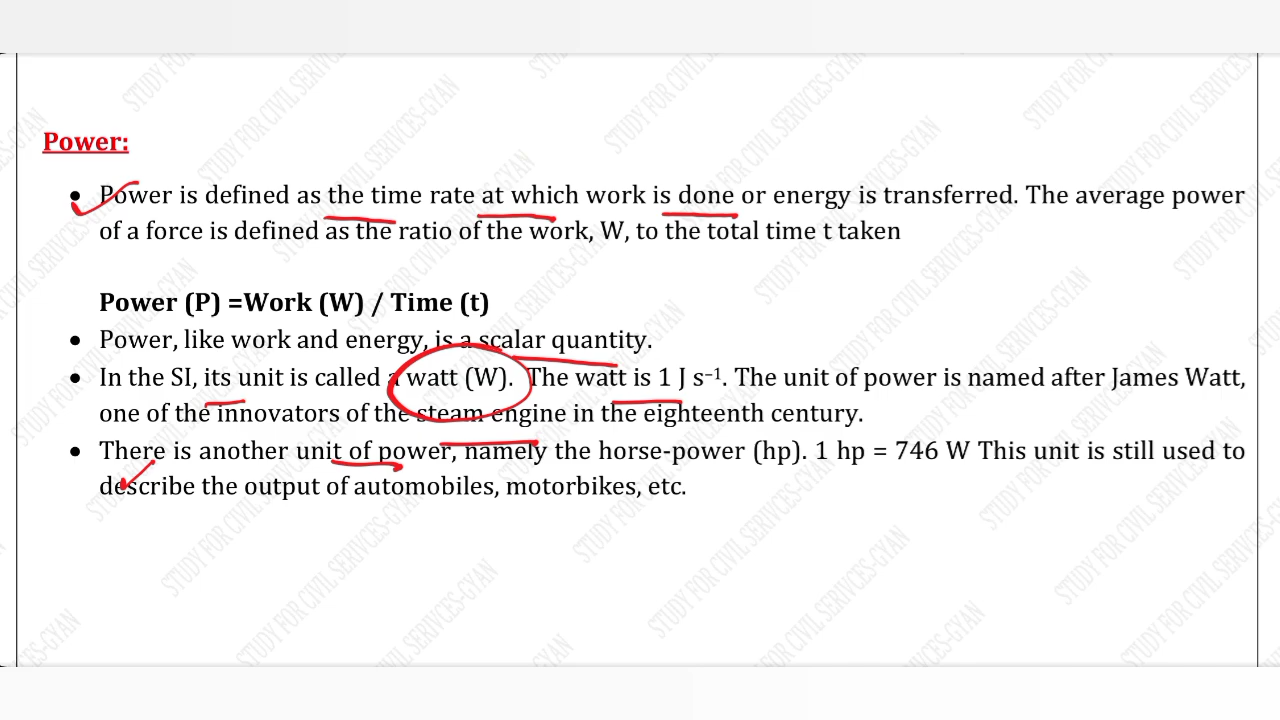 Power:
• Power is defined as the time rate at which work is done or energy is transferred. The average power
of a force is defined as the ratio of the work, W, to the total time t taken
Power (P) =Work (W) / Time (t)
• Power, like work and energy, is a scalar quantity.
• In the SI, its unit is called a watt (W). The watt is 1 J s⁻¹. The unit of power is named after James Watt,
one of the innovators of the steam engine in the eighteenth century.
• There is another unit of power, namely the horse-power (hp). 1 hp = 746 W This unit is still used to
describe the output of automobiles, motorbikes, etc.
STUDY FOR CIVIL SERIVCES-GYAN